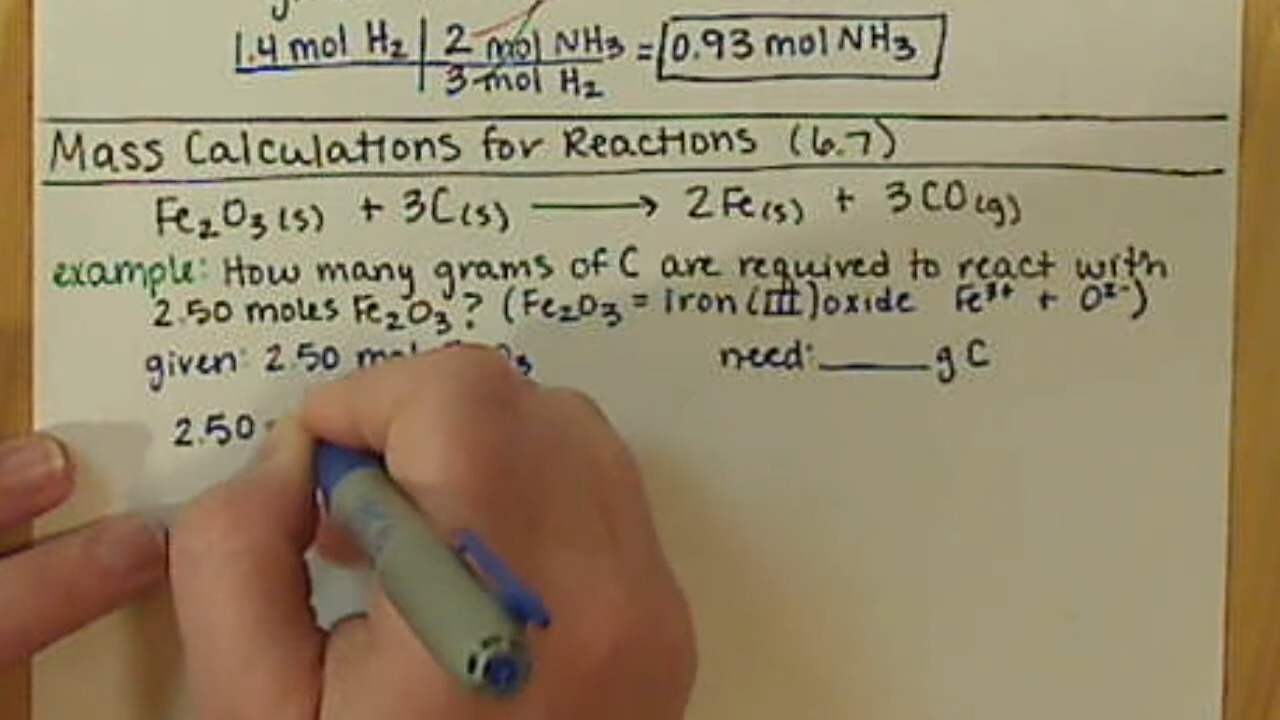 1.4 mol H₂ | 2 mol NH₃ = 0.93 mol NH₃
3 mol H₂
Mass Calculations for Reactions (6.7)
Fe₂O₃(s) + 3C(s) → 2Fe(s) + 3CO(g)
example: How many grams of C are required to react with
2.50 moles Fe₂O₃? (Fe₂O₃ = iron (III) oxide Fe³⁺ + O²⁻)
given: 2.50 mol need: ____ g C
2.50